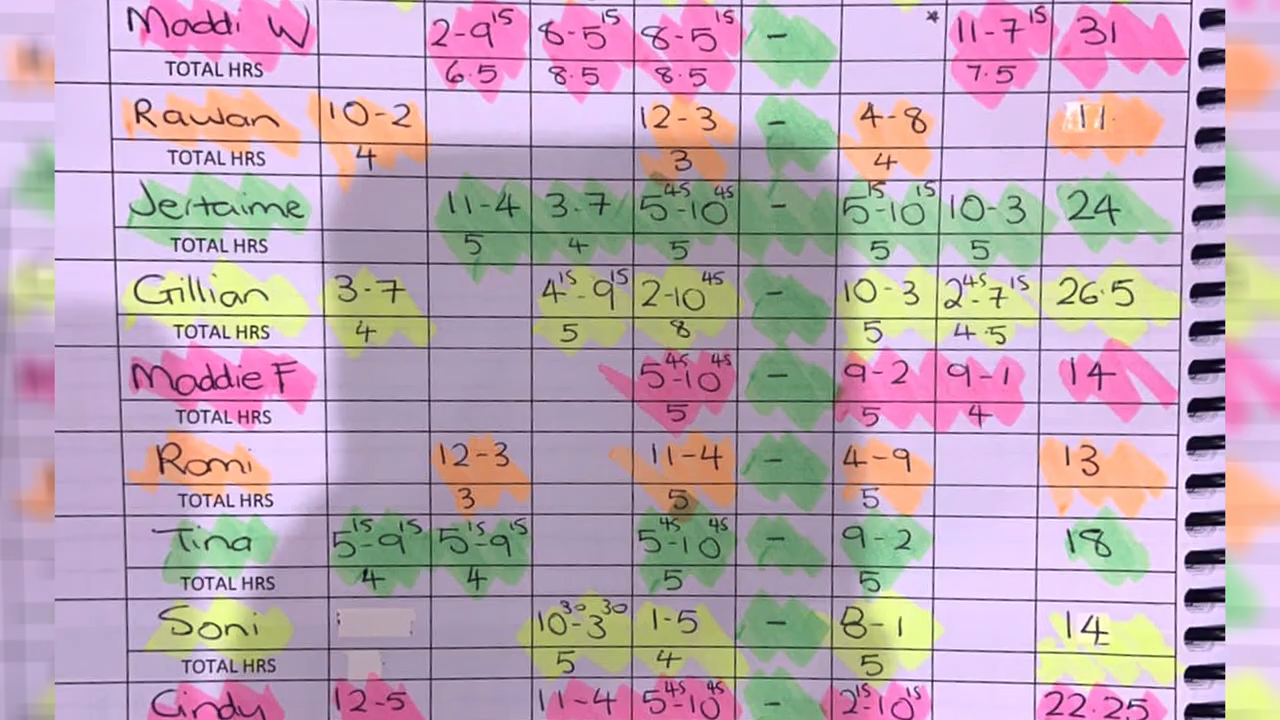 Maddi W 2-9¹⁵ 8-5¹⁵ 8-5¹⁵ - * 11-7¹⁵ 31
TOTAL HRS 6.5 8.5 8.5 7.5
Rawan 10-2 12-3 - 4-8 11
TOTAL HRS 4 3 4
Jertaime 11-4 3-7 5⁴⁵-10⁴⁵ - 5¹⁵-10¹⁵ 10-3 24
TOTAL HRS 5 4 5 5 5
Gillian 3-7 4¹⁵-9¹⁵ 2-10⁴⁵ - 10-3 2⁴⁵-7¹⁵ 26.5
TOTAL HRS 4 5 8 5 4.5
Maddie F 5⁴⁵-10⁴⁵ - 9-2 9-1 14
TOTAL HRS 5 5 4
Romi 12-3 11-4 - 4-9 13
TOTAL HRS 3 5 5
Tina 5¹⁵-9¹⁵ 5¹⁵-9¹⁵ 5⁴⁵-10⁴⁵ - 9-2 18
TOTAL HRS 4 4 5 5
Soni 10³⁰-3³⁰ 1-5 - 8-1 14
TOTAL HRS 5 4 5
Cindy 12-5 11-4 5⁴⁵-10⁴⁵ - 2¹⁵-10¹⁵ 22.25